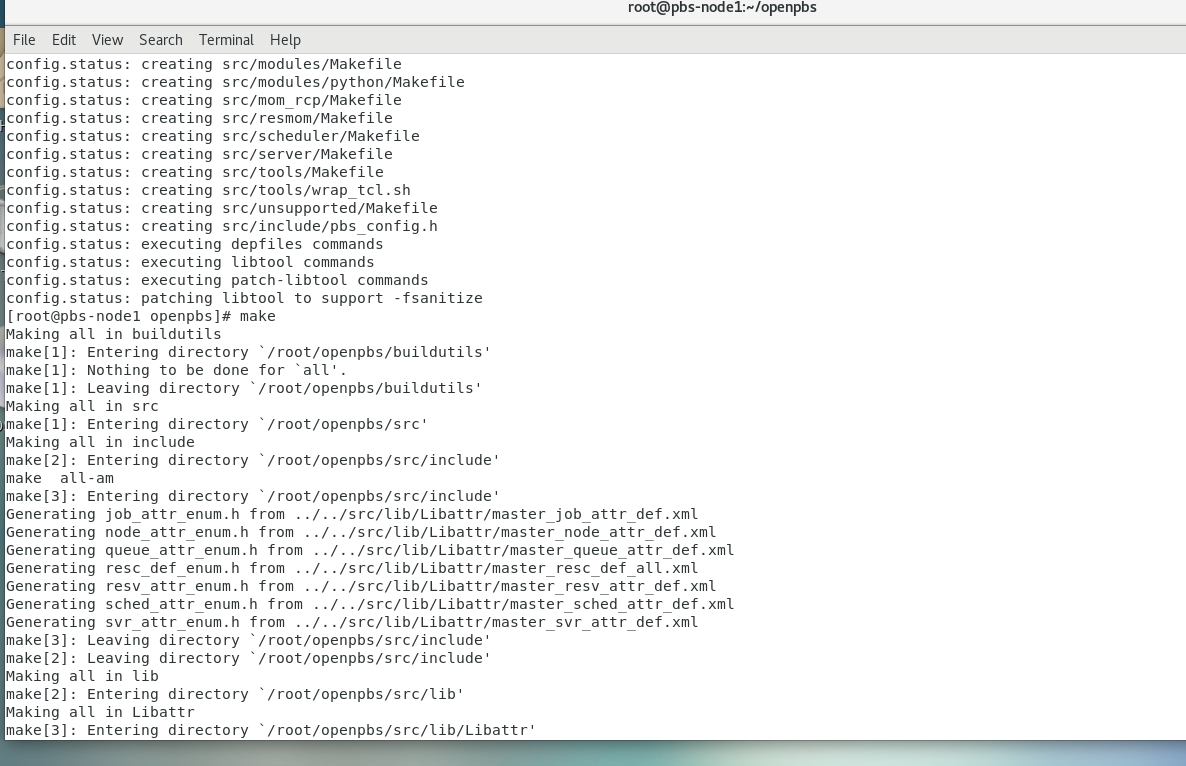 root@pbs-node1:~/openpbs
File Edit View Search Terminal Help
config.status: creating src/modules/Makefile
config.status: creating src/modules/python/Makefile
config.status: creating src/mom_rcp/Makefile
config.status: creating src/resmom/Makefile
config.status: creating src/scheduler/Makefile
config.status: creating src/server/Makefile
config.status: creating src/tools/Makefile
config.status: creating src/tools/wrap_tcl.sh
config.status: creating src/unsupported/Makefile
config.status: creating src/include/pbs_config.h
config.status: executing depfiles commands
config.status: executing libtool commands
config.status: executing patch-libtool commands
config.status: patching libtool to support -fsanitize
[root@pbs-node1 openpbs]# make
Making all in buildutils
make[1]: Entering directory `/root/openpbs/buildutils'
make[1]: Nothing to be done for `all'.
make[1]: Leaving directory `/root/openpbs/buildutils'
Making all in src
make[1]: Entering directory `/root/openpbs/src'
Making all in include
make[2]: Entering directory `/root/openpbs/src/include'
make  all-am
make[3]: Entering directory `/root/openpbs/src/include'
Generating job_attr_enum.h from ../../src/lib/Libattr/master_job_attr_def.xml
Generating node_attr_enum.h from ../../src/lib/Libattr/master_node_attr_def.xml
Generating queue_attr_enum.h from ../../src/lib/Libattr/master_queue_attr_def.xml
Generating resc_def_enum.h from ../../src/lib/Libattr/master_resc_def_all.xml
Generating resv_attr_enum.h from ../../src/lib/Libattr/master_resv_attr_def.xml
Generating sched_attr_enum.h from ../../src/lib/Libattr/master_sched_attr_def.xml
Generating svr_attr_enum.h from ../../src/lib/Libattr/master_svr_attr_def.xml
make[3]: Leaving directory `/root/openpbs/src/include'
make[2]: Leaving directory `/root/openpbs/src/include'
Making all in lib
make[2]: Entering directory `/root/openpbs/src/lib'
Making all in Libattr
make[3]: Entering directory `/root/openpbs/src/lib/Libattr'